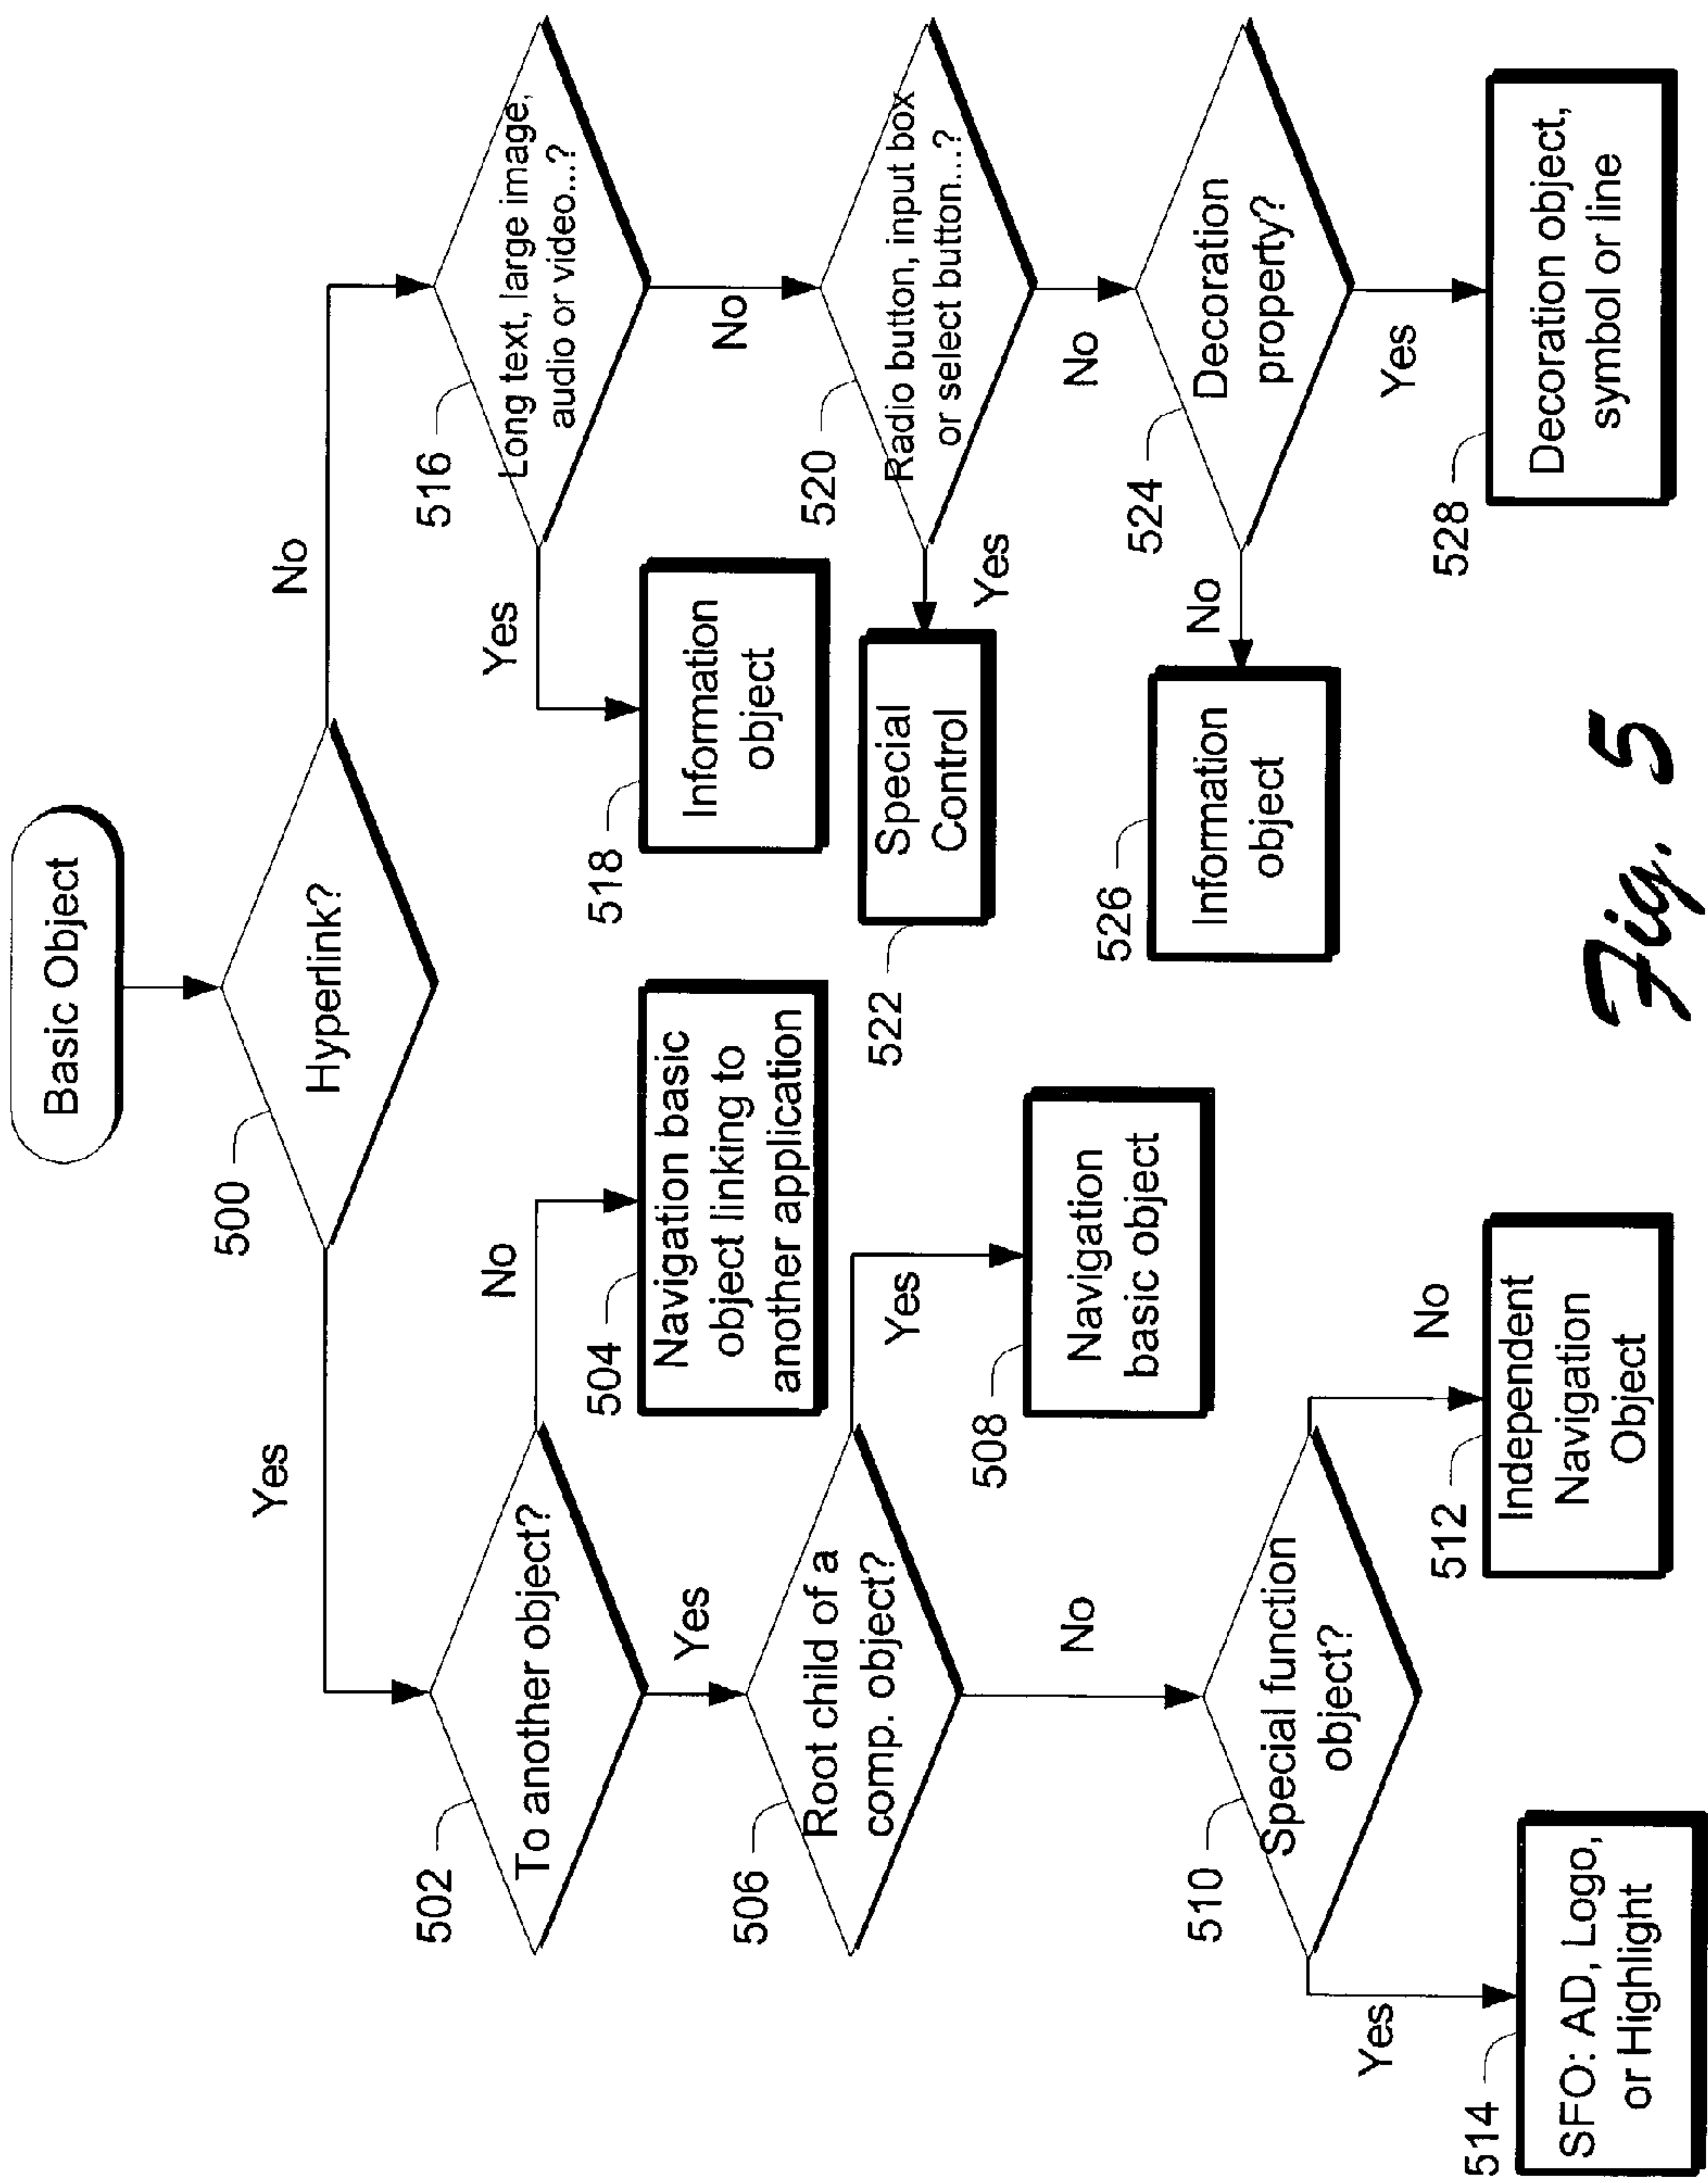 Basic Object
500
Hyperlink?
Yes
No
502
To another object?
No
504
Navigation basic
object linking to
another application
Yes
506
Root child of a
comp. object?
Yes
508
Navigation
basic object
No
510
Special function
object?
Yes
514
SFO: AD, Logo,
or Highlight
No
512
Independent
Navigation
Object
516
Long text, large image,
audio or video...?
Yes
518
Information
object
No
520
Radio button, input box
or select button...?
Yes
522
Special
Control
No
524
Decoration
property?
No
526
Information
object
Yes
528
Decoration object,
symbol or line
Fig. 5